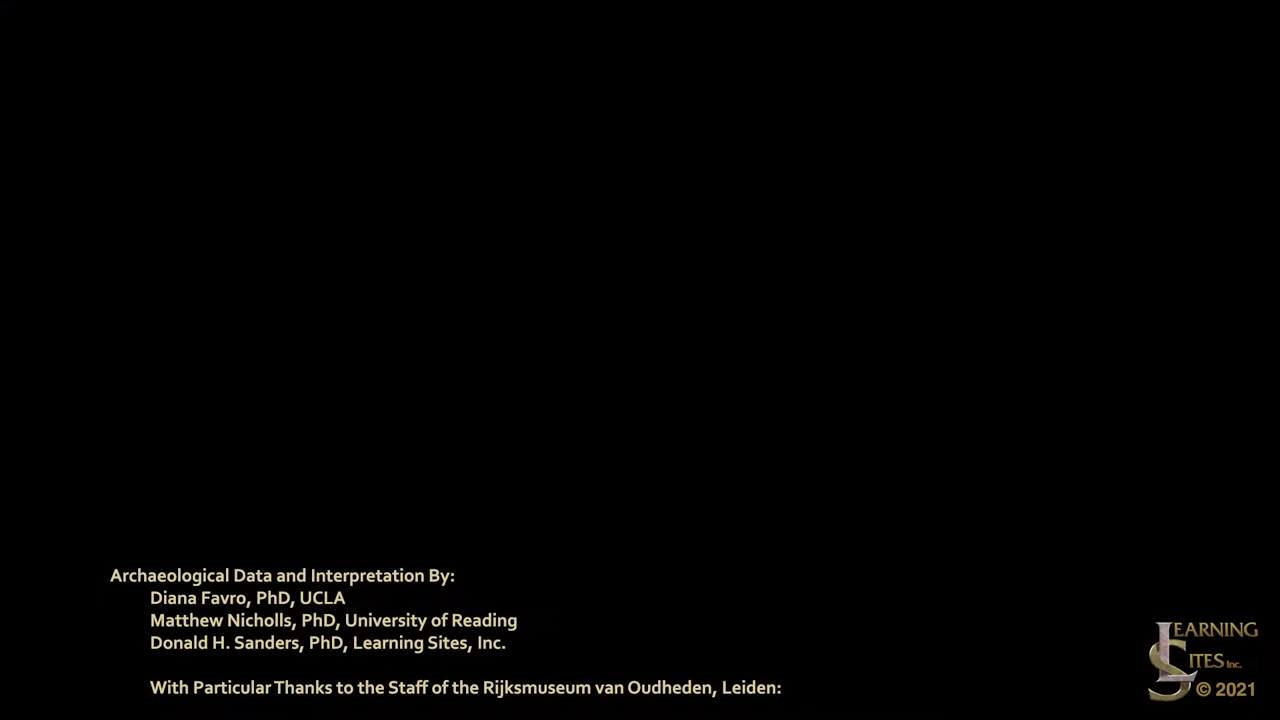 Archaeological Data and Interpretation By:
Diana Favro, PhD, UCLA
Matthew Nicholls, PhD, University of Reading
Donald H. Sanders, PhD, Learning Sites, Inc.
With Particular Thanks to the Staff of the Rijksmuseum van Oudheden, Leiden:
LEARNING
SITES Inc.
© 2021